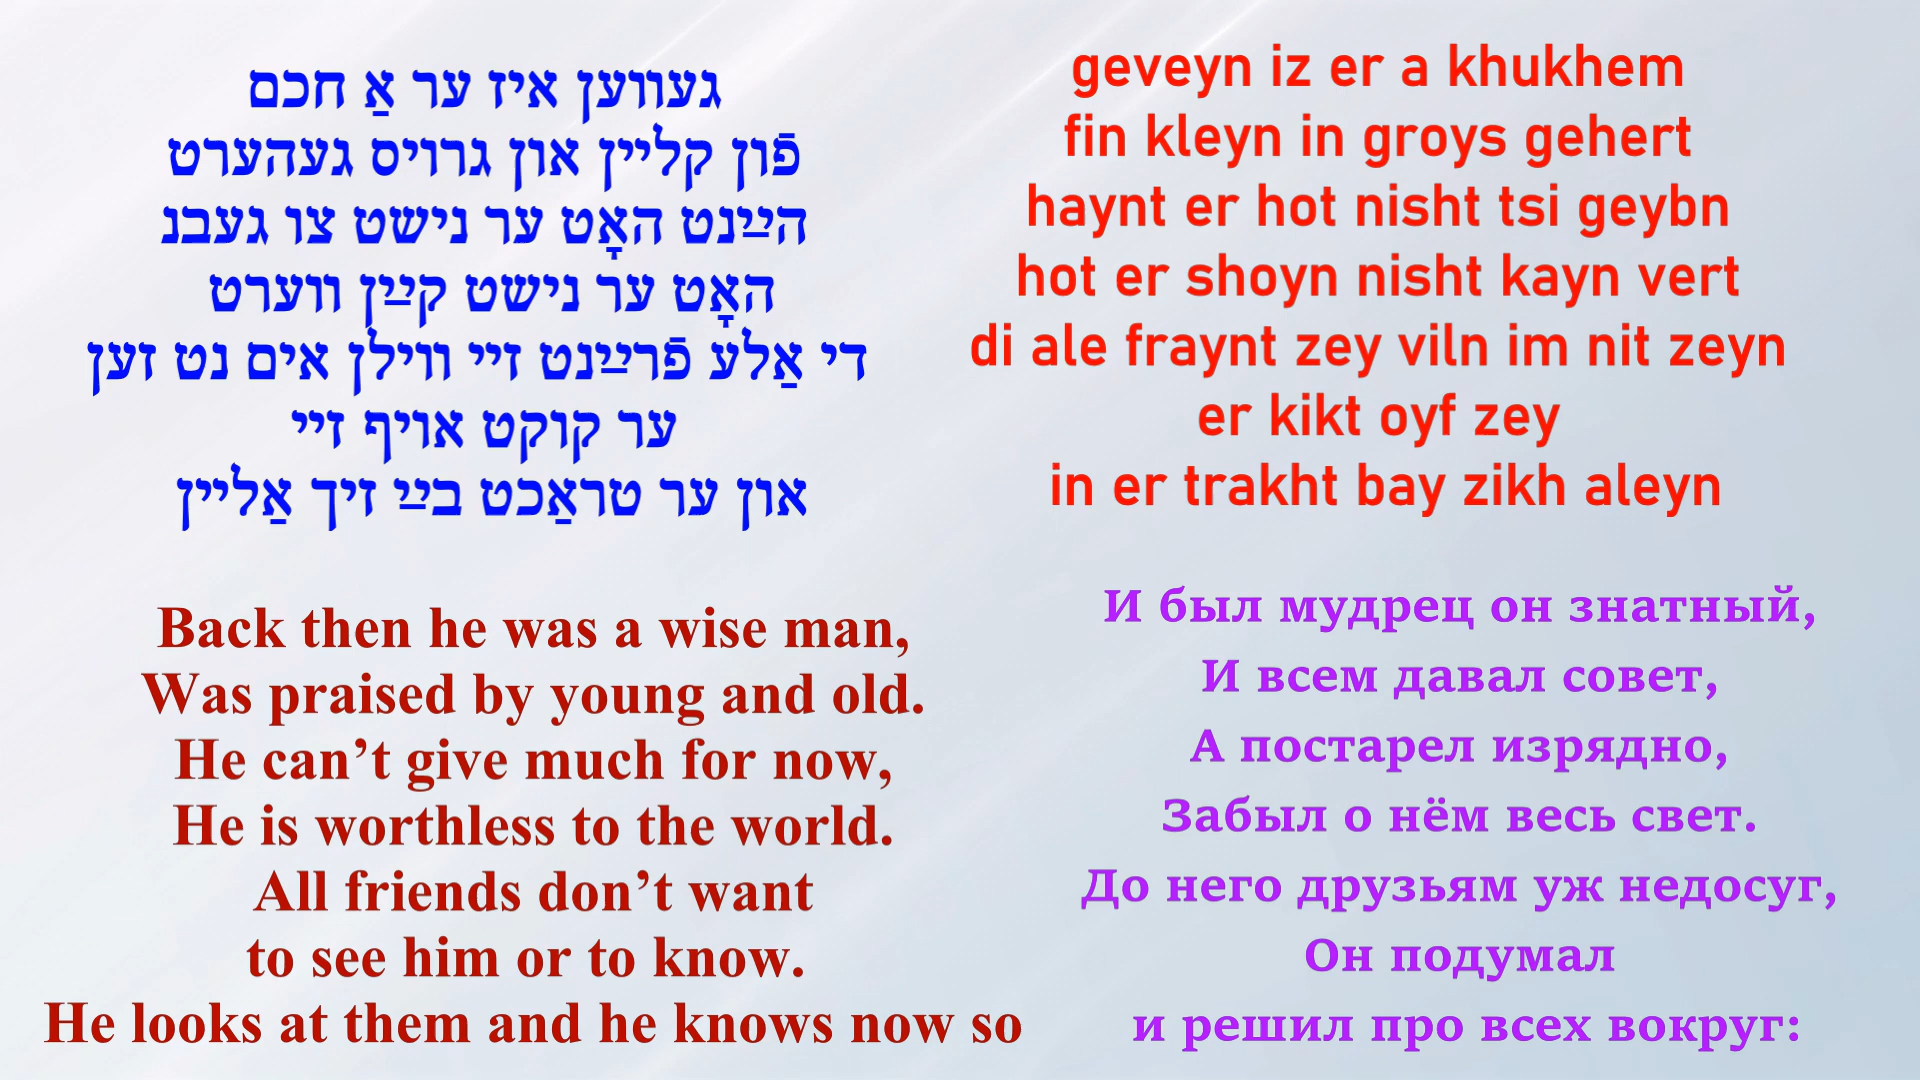 געווען איז ער אַ חכם
פֿון קליין און גרויס געהערט
הײַנט האָט ער נישט צו געבנ
האָט ער נישט קײַן ווערט
די אַלע פֿרײַנט זיי ווילן אים נט זען
ער קוקט אויף זיי
און ער טראַכט בײַ זיך אַליין
geveyn iz er a khukhem
fin kleyn in groys gehert
haynt er hot nisht tsi geybn
hot er shoyn nisht kayn vert
di ale fraynt zey viln im nit zeyn
er kikt oyf zey
in er trakht bay zikh aleyn
Back then he was a wise man,
Was praised by young and old.
He can’t give much for now,
He is worthless to the world.
All friends don’t want
to see him or to know.
He looks at them and he knows now so
И был мудрец он знатный,
И всем давал совет,
А постарел изрядно,
Забыл о нём весь свет.
До него друзьям уж недосуг,
Он подумал
и решил про всех вокруг: